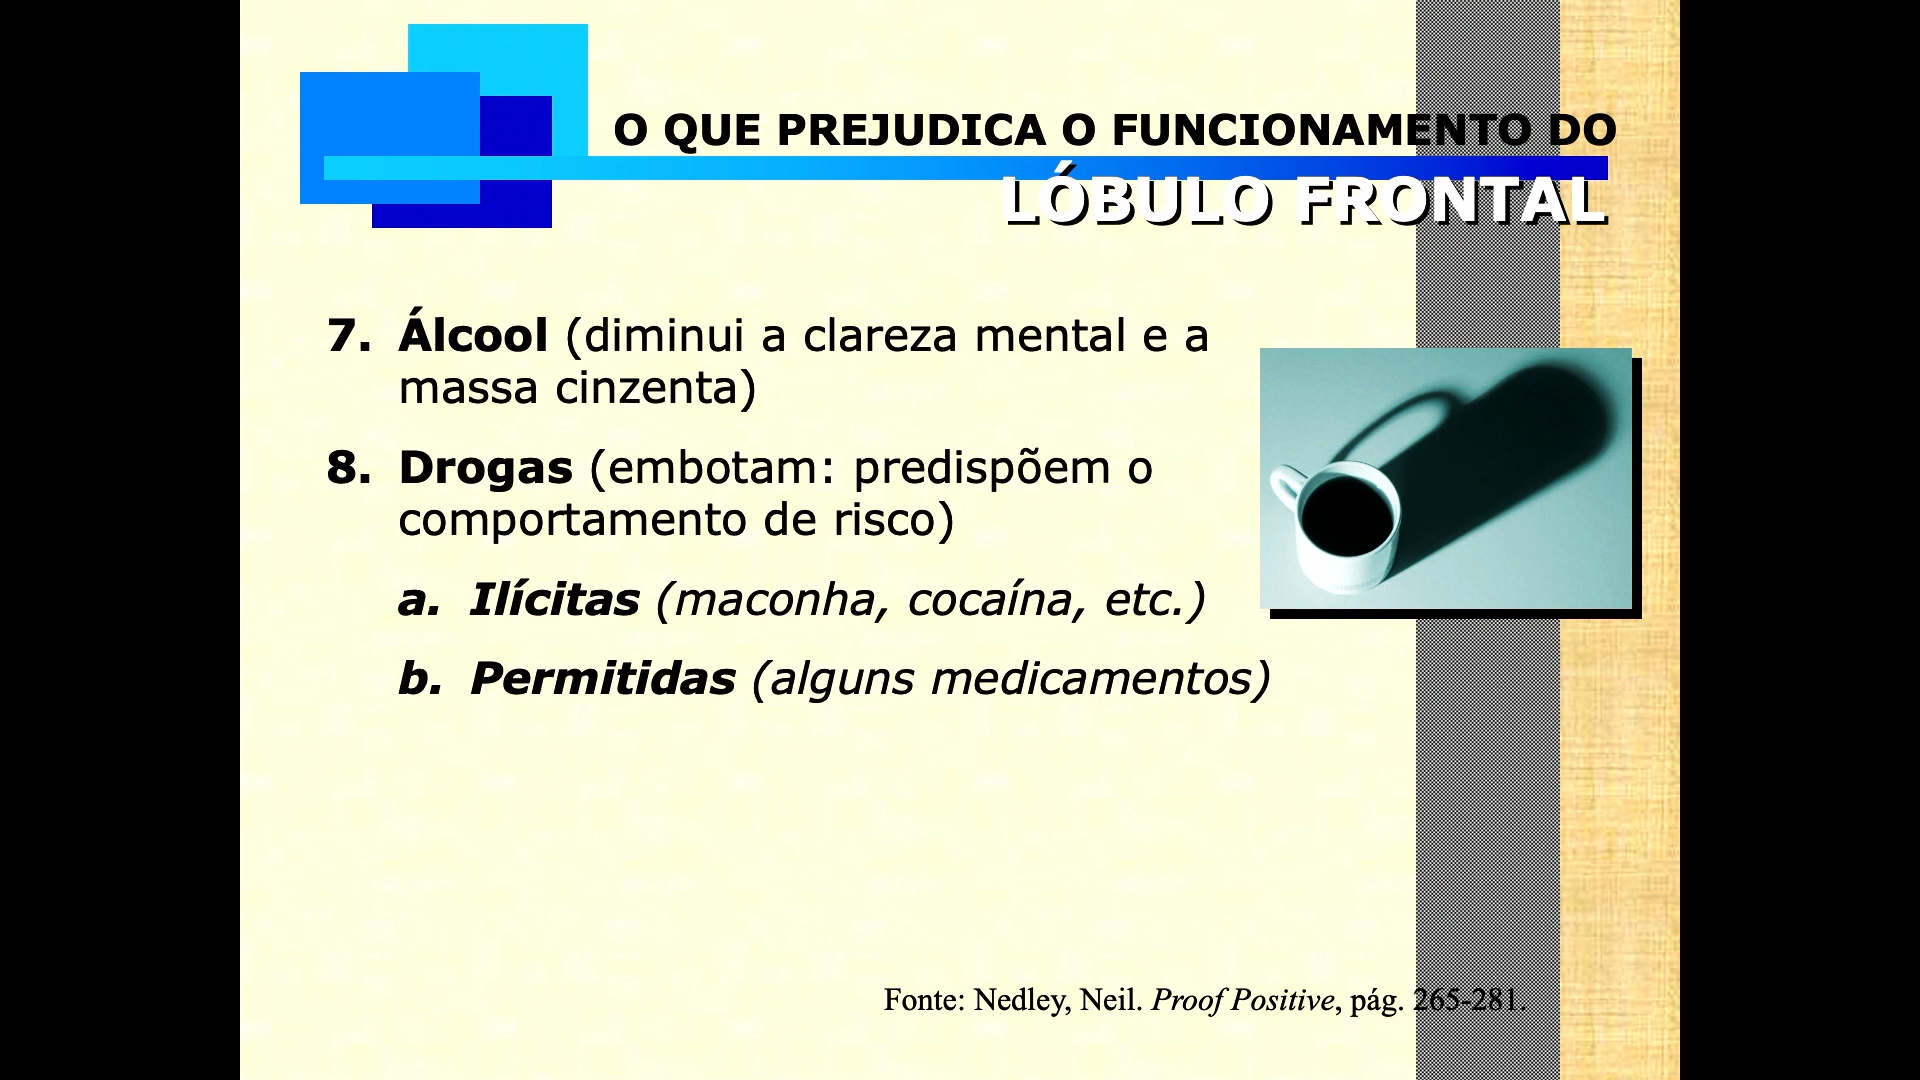 O QUE PREJUDICA O FUNCIONAMENTO DO
LÓBULO FRONTAL
7. Álcool (diminui a clareza mental e a
massa cinzenta)
8. Drogas (embotam: predispõem o
comportamento de risco)
a. Ilícitas (maconha, cocaína, etc.)
b. Permitidas (alguns medicamentos)
Fonte: Nedley, Neil. Proof Positive, pág. 265-281.